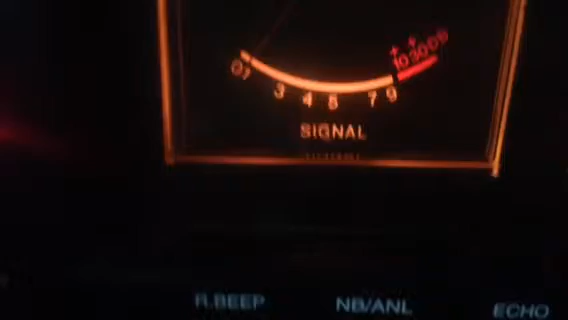 + +
10 30 DB
0 1 3 4 5 7 9
SIGNAL
R.BEEP NB/ANL ECHO